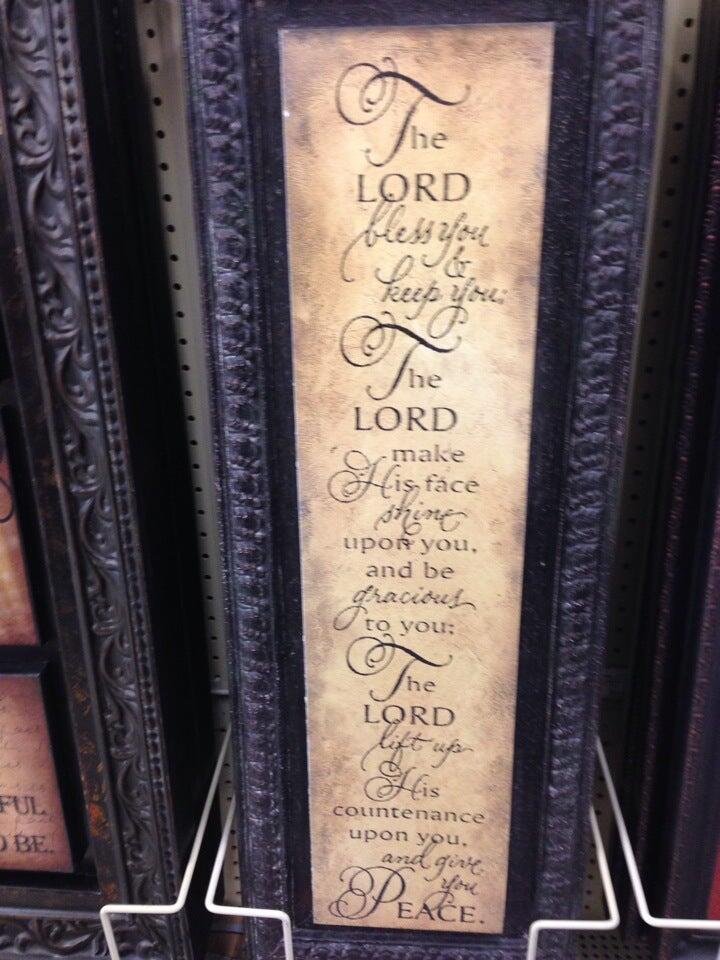 The
LORD
bless you
&
keep you;
The
LORD
make
His face
shine
upon you,
and be
gracious
to you;
The
LORD
lift up
His
countenance
upon you,
and give
you
PEACE.
FUL
O BE.